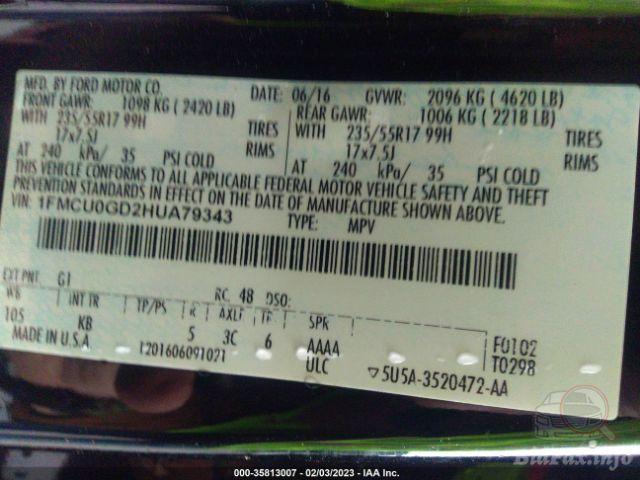 MFD. BY FORD MOTOR CO.
DATE: 06/16 GVWR: 2096 KG ( 4620 LB)
FRONT GAWR: 1098 KG ( 2420 LB) REAR GAWR: 1006 KG ( 2218 LB)
WITH 235/55R17 99H TIRES WITH 235/55R17 99H TIRES
17x7.5J RIMS 17x7.5J RIMS
AT 240 kPa/ 35 PSI COLD AT 240 kPa/ 35 PSI COLD
THIS VEHICLE CONFORMS TO ALL APPLICABLE FEDERAL MOTOR VEHICLE SAFETY AND THEFT
PREVENTION STANDARDS IN EFFECT ON THE DATE OF MANUFACTURE SHOWN ABOVE.
VIN: 1FMCU0GD2HUA79343 TYPE: MPV
EXT PNT: G1 RC: 48 DSO:
WB INT TR TP/PS R AXLE TR SPR
105 KB 5 3C 6 AAAA F0102
MADE IN U.S.A 1201606091021 ULC T0298
5U5A-3520472-AA
BidFax.info
000-35813007 - 02/03/2023 - IAA Inc.